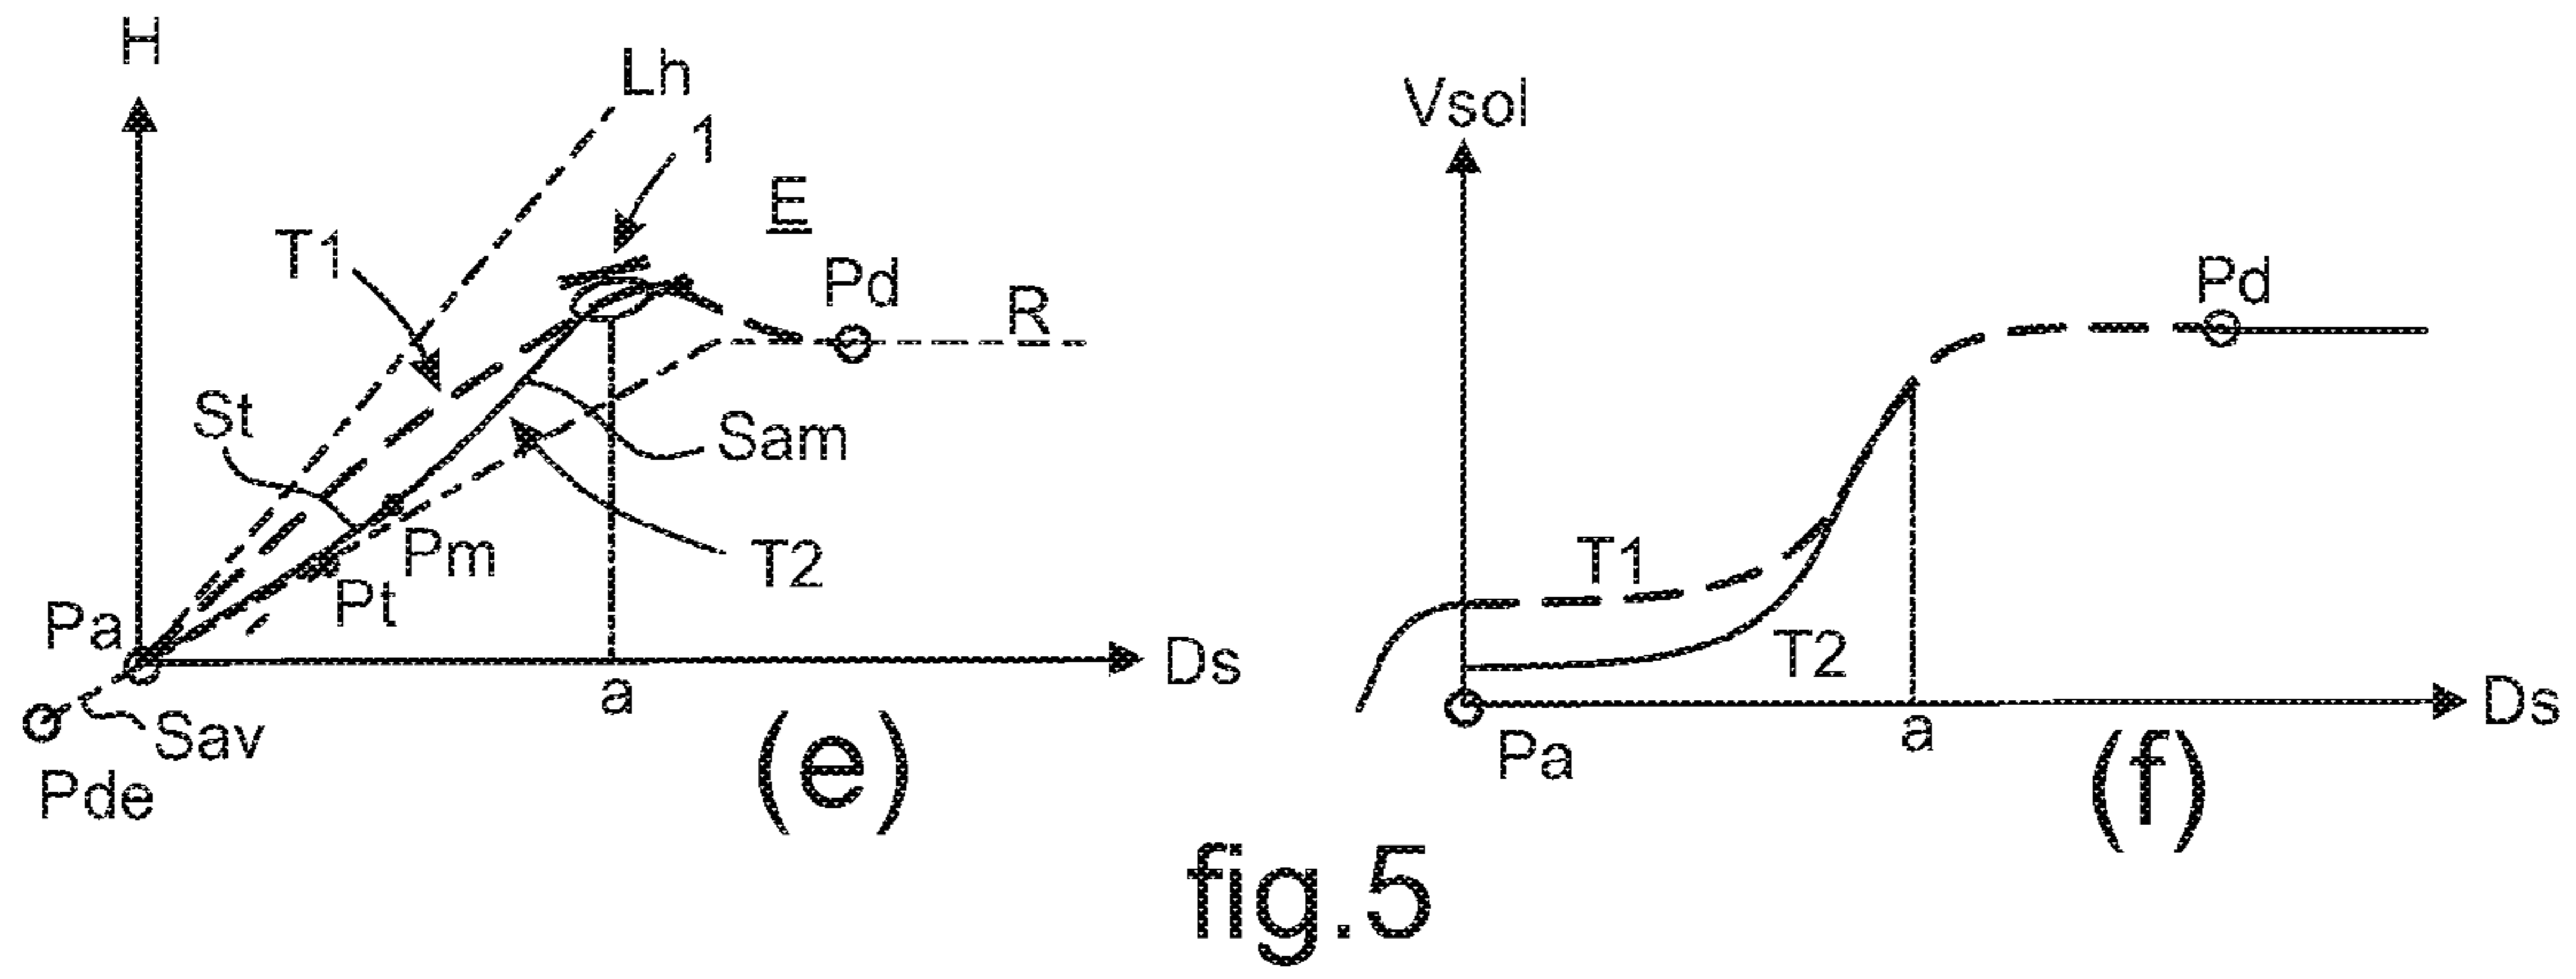 H
Lh
1
E
T1
Pd
R
St
Sam
Pm
T2
Pt
Pa
Ds
a
Sav
Pde
(e)
Vsol
Pd
T1
T2
Ds
a
Pa
(f)
fig.5